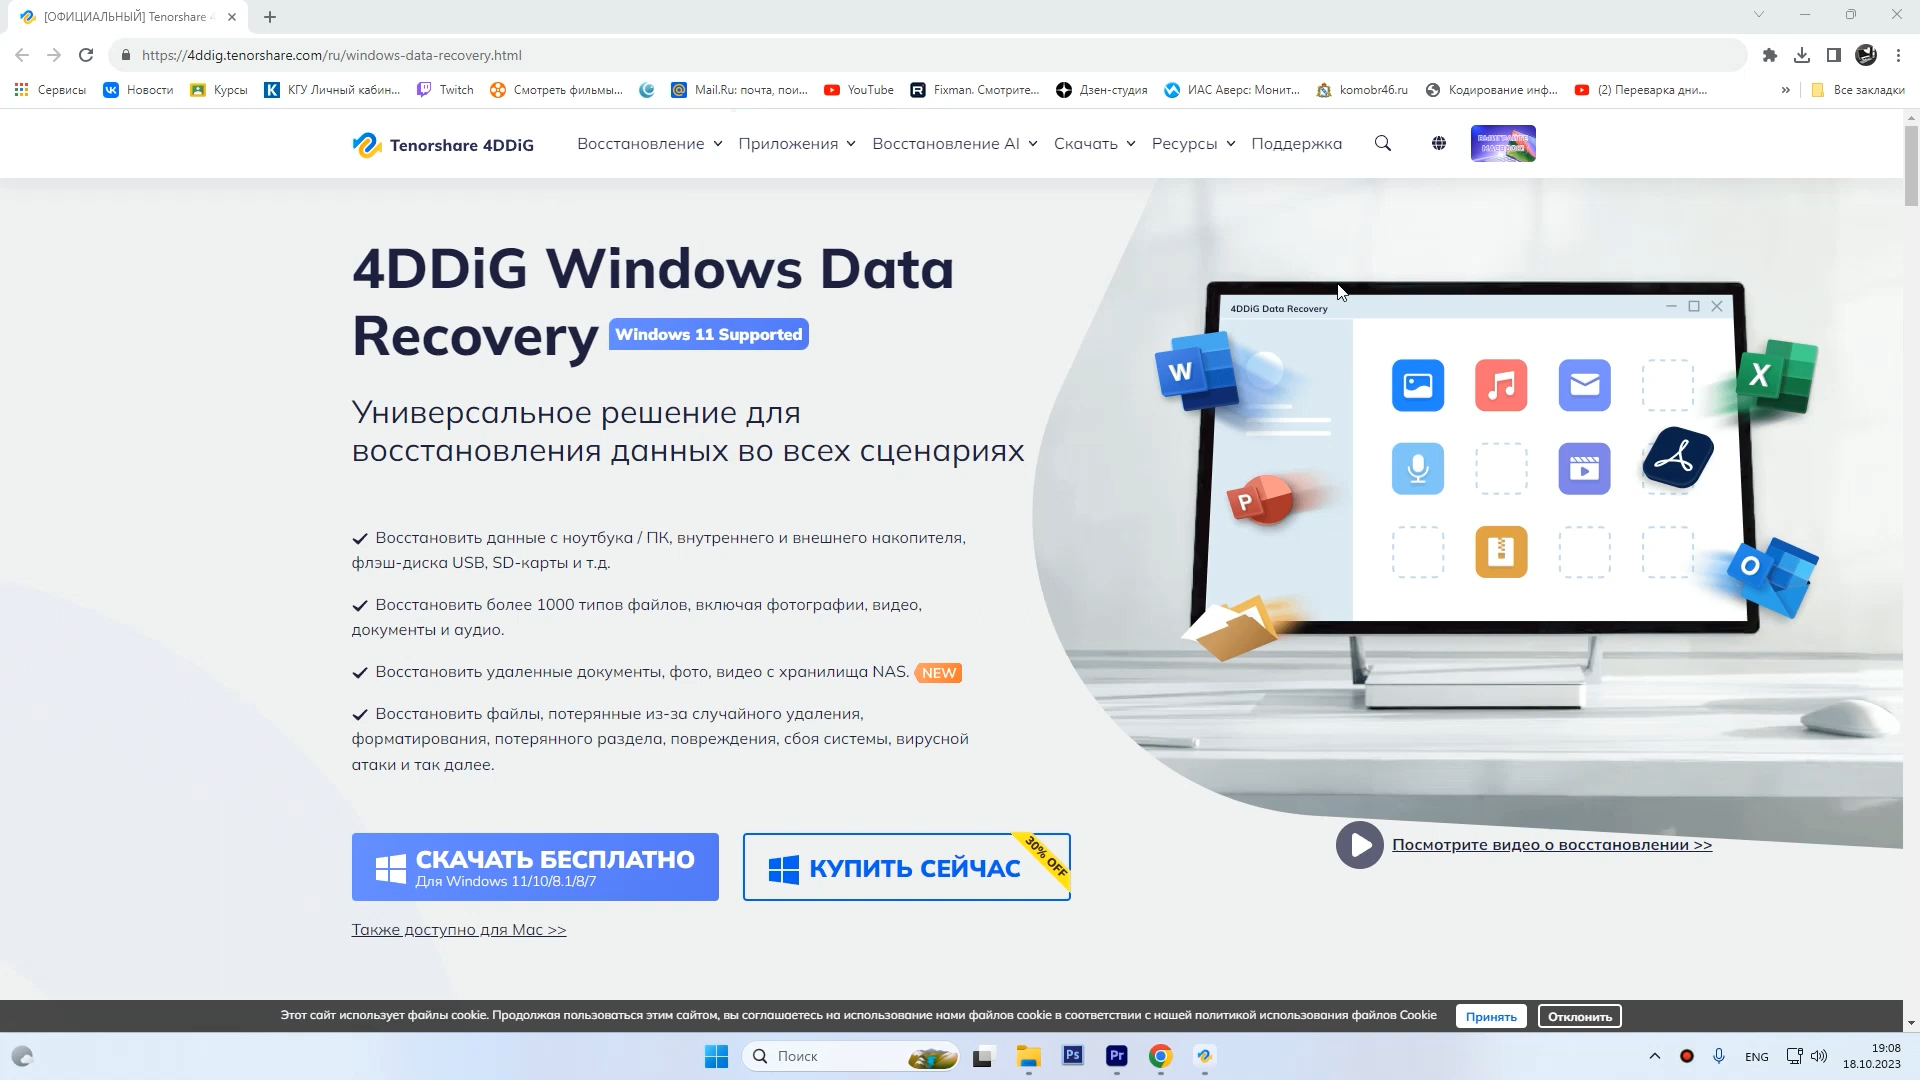 [ОФИЦИАЛЬНЫЙ] Tenorshare 4
https://4ddig.tenorshare.com/ru/windows-data-recovery.html
Сервисы
Новости
Курсы
КГУ Личный кабин...
Twitch
Смотреть фильмы...
Mail.Ru: почта, пои...
YouTube
Fixman. Смотрите...
Дзен-студия
ИАС Аверс: Монит...
komobr46.ru
Кодирование инф...
(2) Переварка дни...
»
Все закладки
Tenorshare 4DDiG
Восстановление
Приложения
Восстановление AI
Скачать
Ресурсы
Поддержка
4DDiG Windows Data
Recovery Windows 11 Supported
Универсальное решение для
восстановления данных во всех сценариях
Восстановить данные с ноутбука / ПК, внутреннего и внешнего накопителя,
флэш-диска USB, SD-карты и т.д.
Восстановить более 1000 типов файлов, включая фотографии, видео,
документы и аудио.
Восстановить удаленные документы, фото, видео с хранилища NAS. NEW
Восстановить файлы, потерянные из-за случайного удаления,
форматирования, потерянного раздела, повреждения, сбоя системы, вирусной
атаки и так далее.
СКАЧАТЬ БЕСПЛАТНО
Для Windows 11/10/8.1/8/7
КУПИТЬ СЕЙЧАС
30% OFF
Также доступно для Mac >>
4DDiG Data Recovery
W
X
P
O
Посмотрите видео о восстановлении >>
Этот сайт использует файлы cookie. Продолжая пользоваться этим сайтом, вы соглашаетесь на использование нами файлов cookie в соответствии с нашей политикой использования файлов Cookie
Принять
Отклонить
Поиск
Ps
Pr
ENG
19:08
18.10.2023